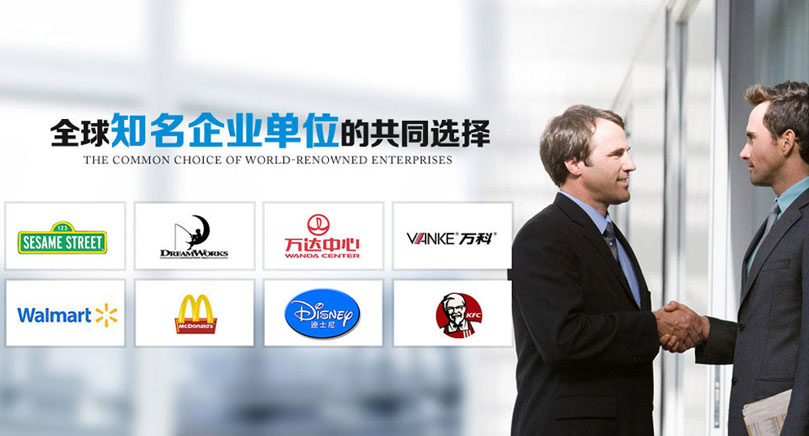 全球知名企业单位的共同选择
THE COMMON CHOICE OF WORLD-RENOWNED ENTERPRISES
123
SESAME STREET
DREAMWORKS
万达中心
WANDA CENTER
VANKE® 万科®
Walmart
McDonald's
Disney
迪士尼
KFC